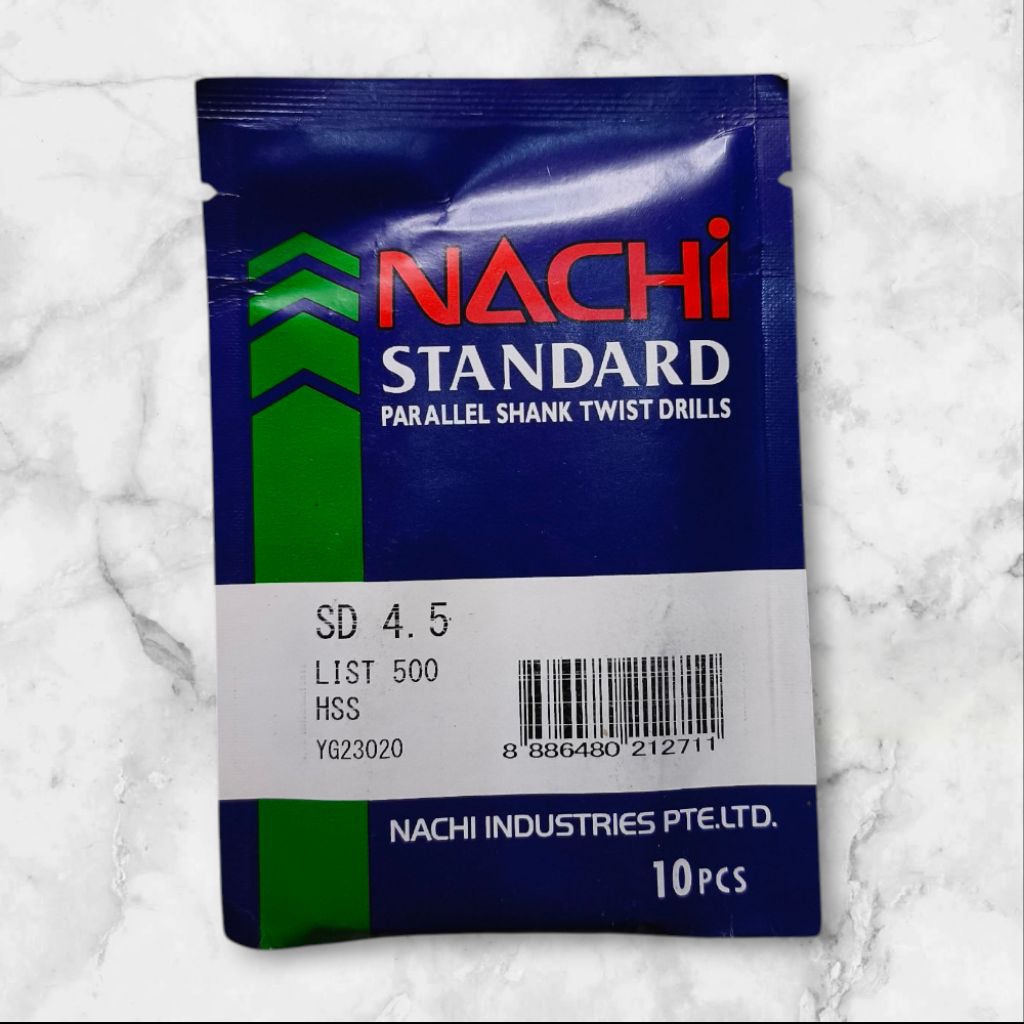 NACHi
STANDARD
PARALLEL SHANK TWIST DRILLS
SD 4.5
LIST 500
HSS
YG23020
8 886480 212711
NACHI INDUSTRIES PTE.LTD.
10PCS